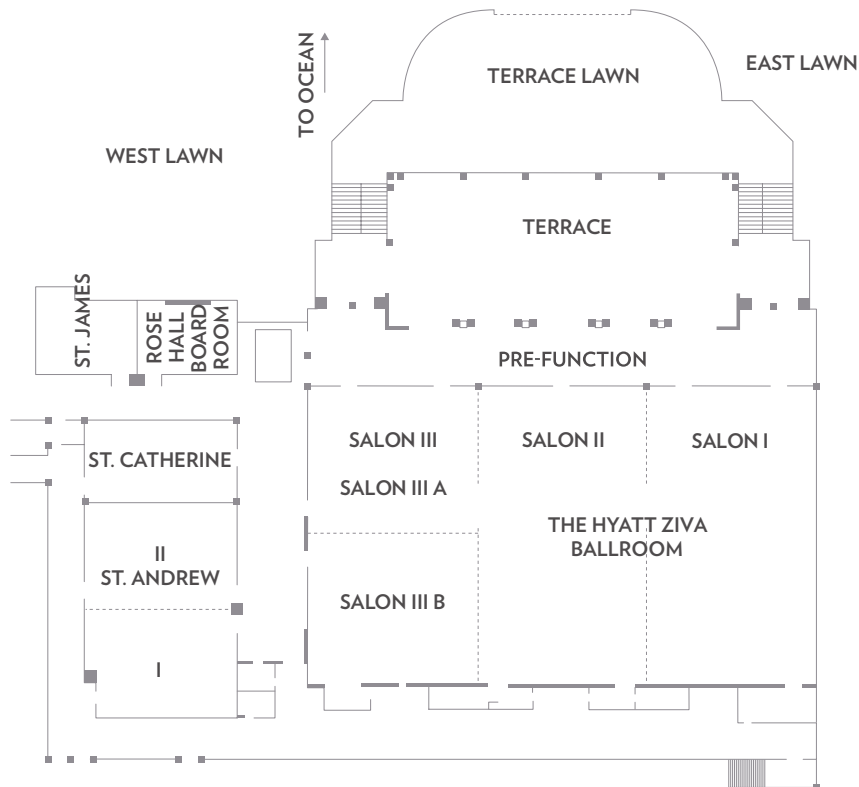 TO OCEAN
TERRACE LAWN
EAST LAWN
WEST LAWN
TERRACE
ST. JAMES
ROSE
HALL
BOARD
ROOM
PRE-FUNCTION
SALON III
SALON II
SALON I
ST. CATHERINE
SALON III A
THE HYATT ZIVA
BALLROOM
II
ST. ANDREW
SALON III B
I